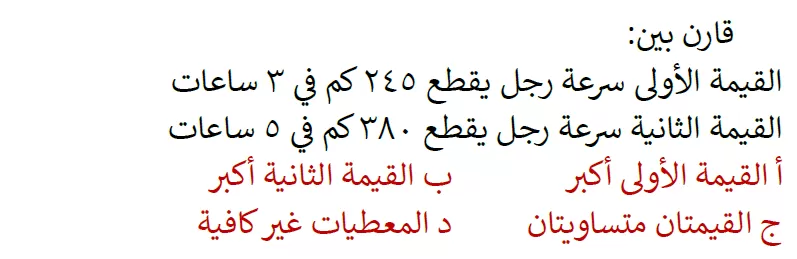 قارن بين:
القيمة الأولى سرعة رجل يقطع ٢٤٥ كم في ٣ ساعات
القيمة الثانية سرعة رجل يقطع ٣٨٠ كم في ٥ ساعات
أ القيمة الأولى أكبر ب القيمة الثانية أكبر
ج القيمتان متساويتان د المعطيات غير كافية